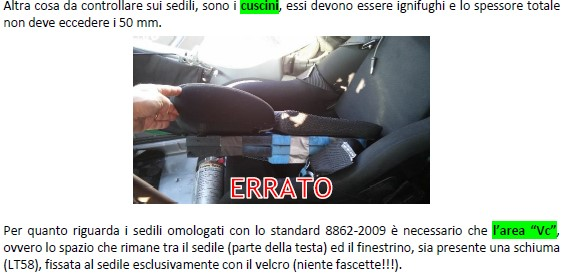 Altra cosa da controllare sui sedili, sono i cuscini, essi devono essere ignifughi e lo spessore totale
non deve eccedere i 50 mm.
ERRATO
Per quanto riguarda i sedili omologati con lo standard 8862-2009 è necessario che l'area "Vc",
ovvero lo spazio che rimane tra il sedile (parte della testa) ed il finestrino, sia presente una schiuma
(LT58), fissata al sedile esclusivamente con il velcro (niente fascette!!!).